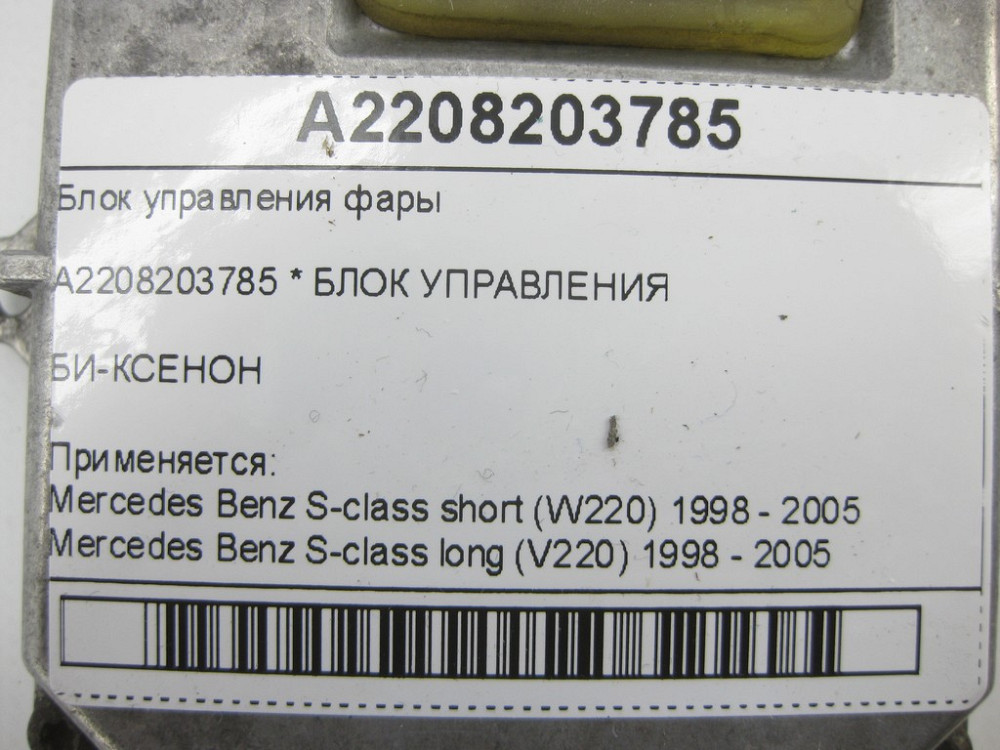 A2208203785
Блок управления фары
A2208203785 * БЛОК УПРАВЛЕНИЯ
БИ-КСЕНОН
Применяется:
Mercedes Benz S-class short (W220) 1998 - 2005
Mercedes Benz S-class long (V220) 1998 - 2005